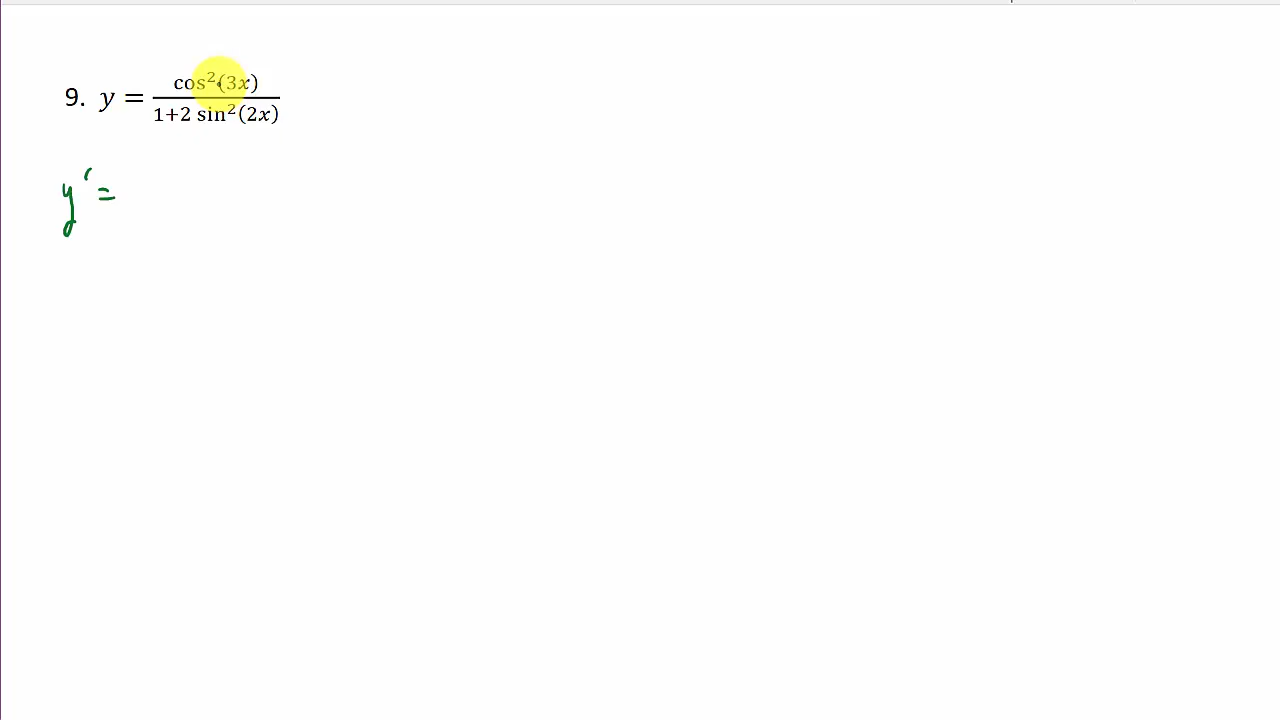 9. y = cos²(3x) / 1+2 sin²(2x)
y' =